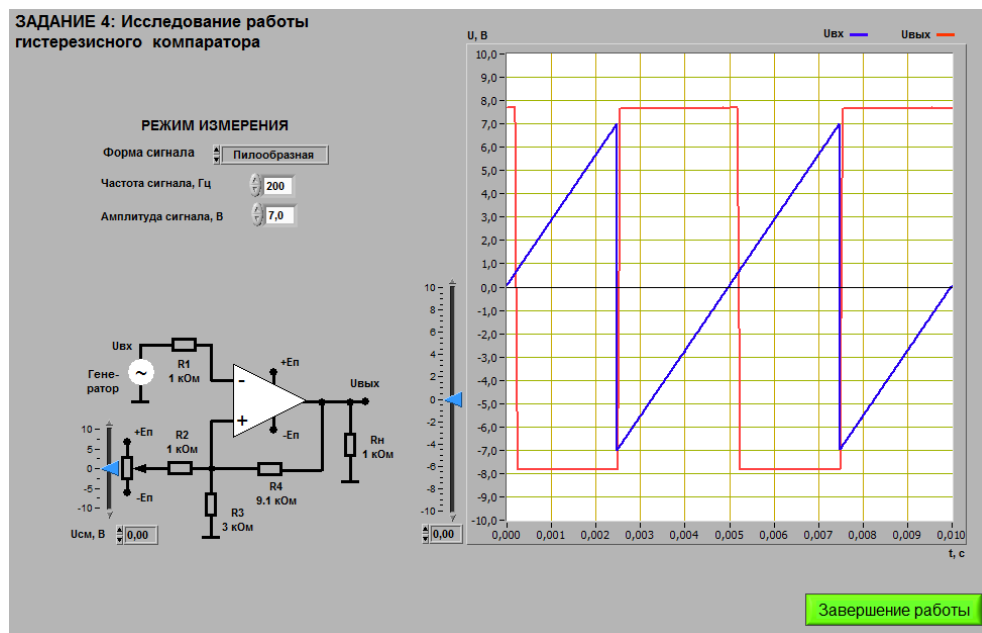 ЗАДАНИЕ 4: Исследование работы
гистерезисного компаратора
РЕЖИМ ИЗМЕРЕНИЯ
Форма сигнала
Пилообразная
Частота сигнала, Гц
200
Амплитуда сигнала, В
7,0
U, В
Uвх
Uвых
10,0
9,0
8,0
7,0
6,0
5,0
4,0
3,0
2,0
1,0
0,0
-1,0
-2,0
-3,0
-4,0
-5,0
-6,0
-7,0
-8,0
-9,0
-10,0
0,000 0,001 0,002 0,003 0,004 0,005 0,006 0,007 0,008 0,009 0,010
t, с
10
8
6
4
2
0
-2
-4
-6
-8
-10
0,00
Uвх
Гене-
ратор
~
R1
1 кОм
+Еп
-
+
-Еп
Uвых
Rн
1 кОм
R2
1 кОм
R4
9.1 кОм
R3
3 кОм
+Еп
-Еп
10
5
0
-5
-10
Uсм, В
0,00
Завершение работы